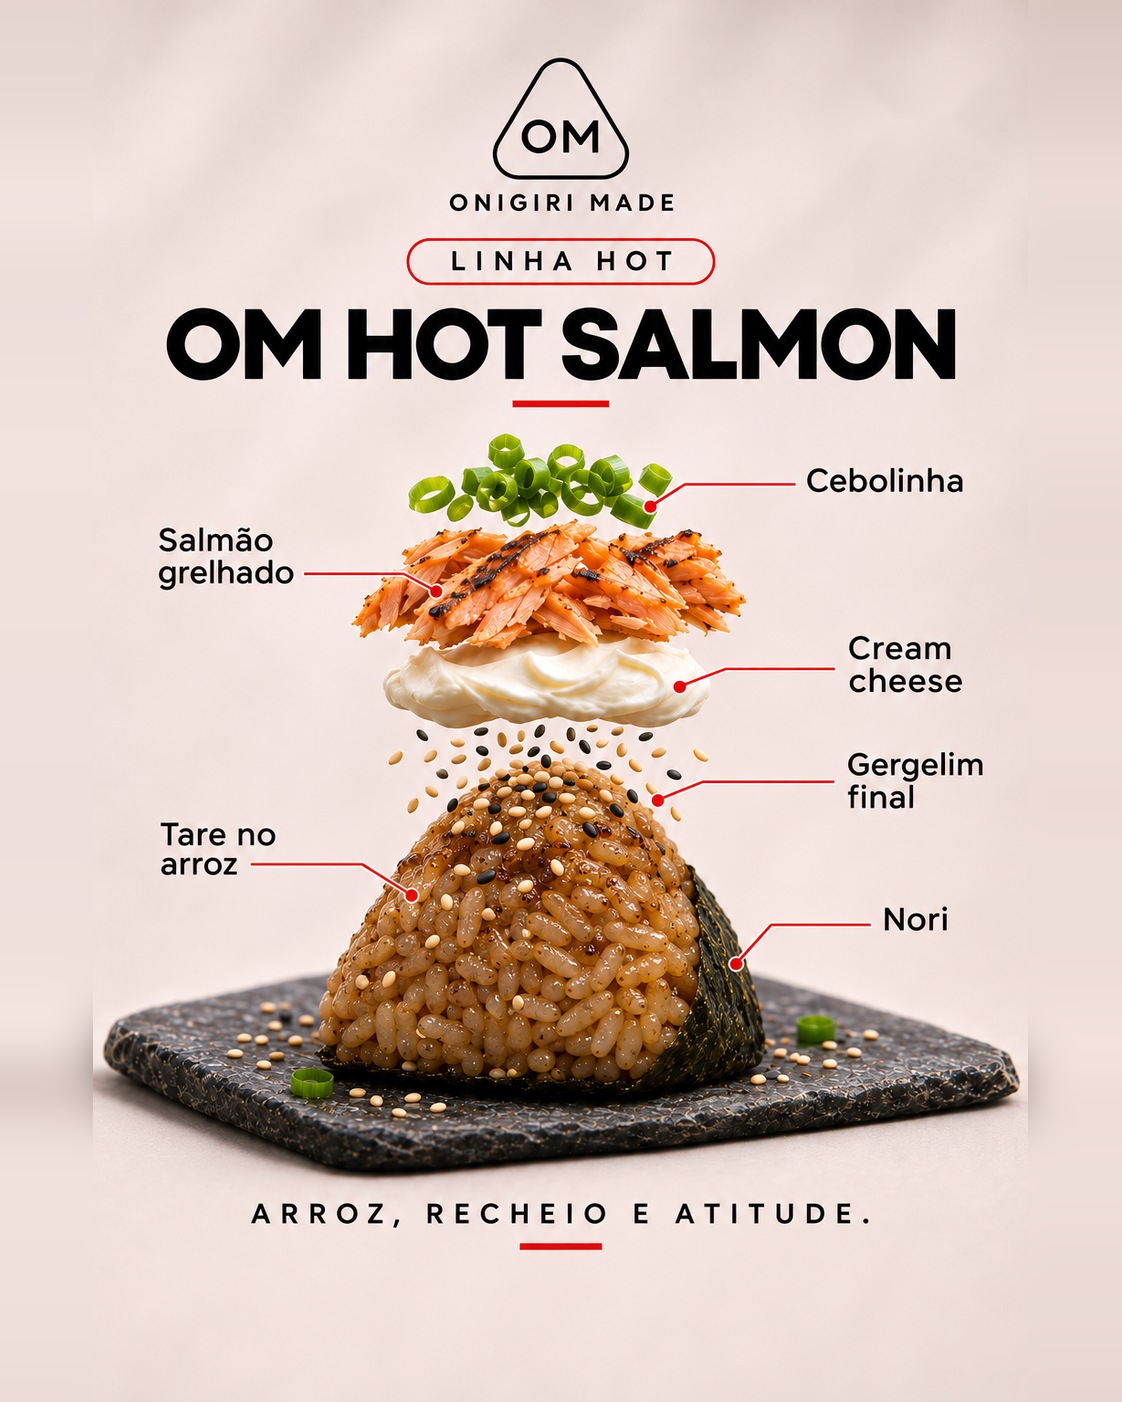 OM
ONIGIRI MADE
LINHA HOT
OM HOT SALMON
Cebolinha
Salmão
grelhado
Cream
cheese
Gergelim
final
Tare no
arroz
Nori
ARROZ, RECHEIO E ATITUDE.